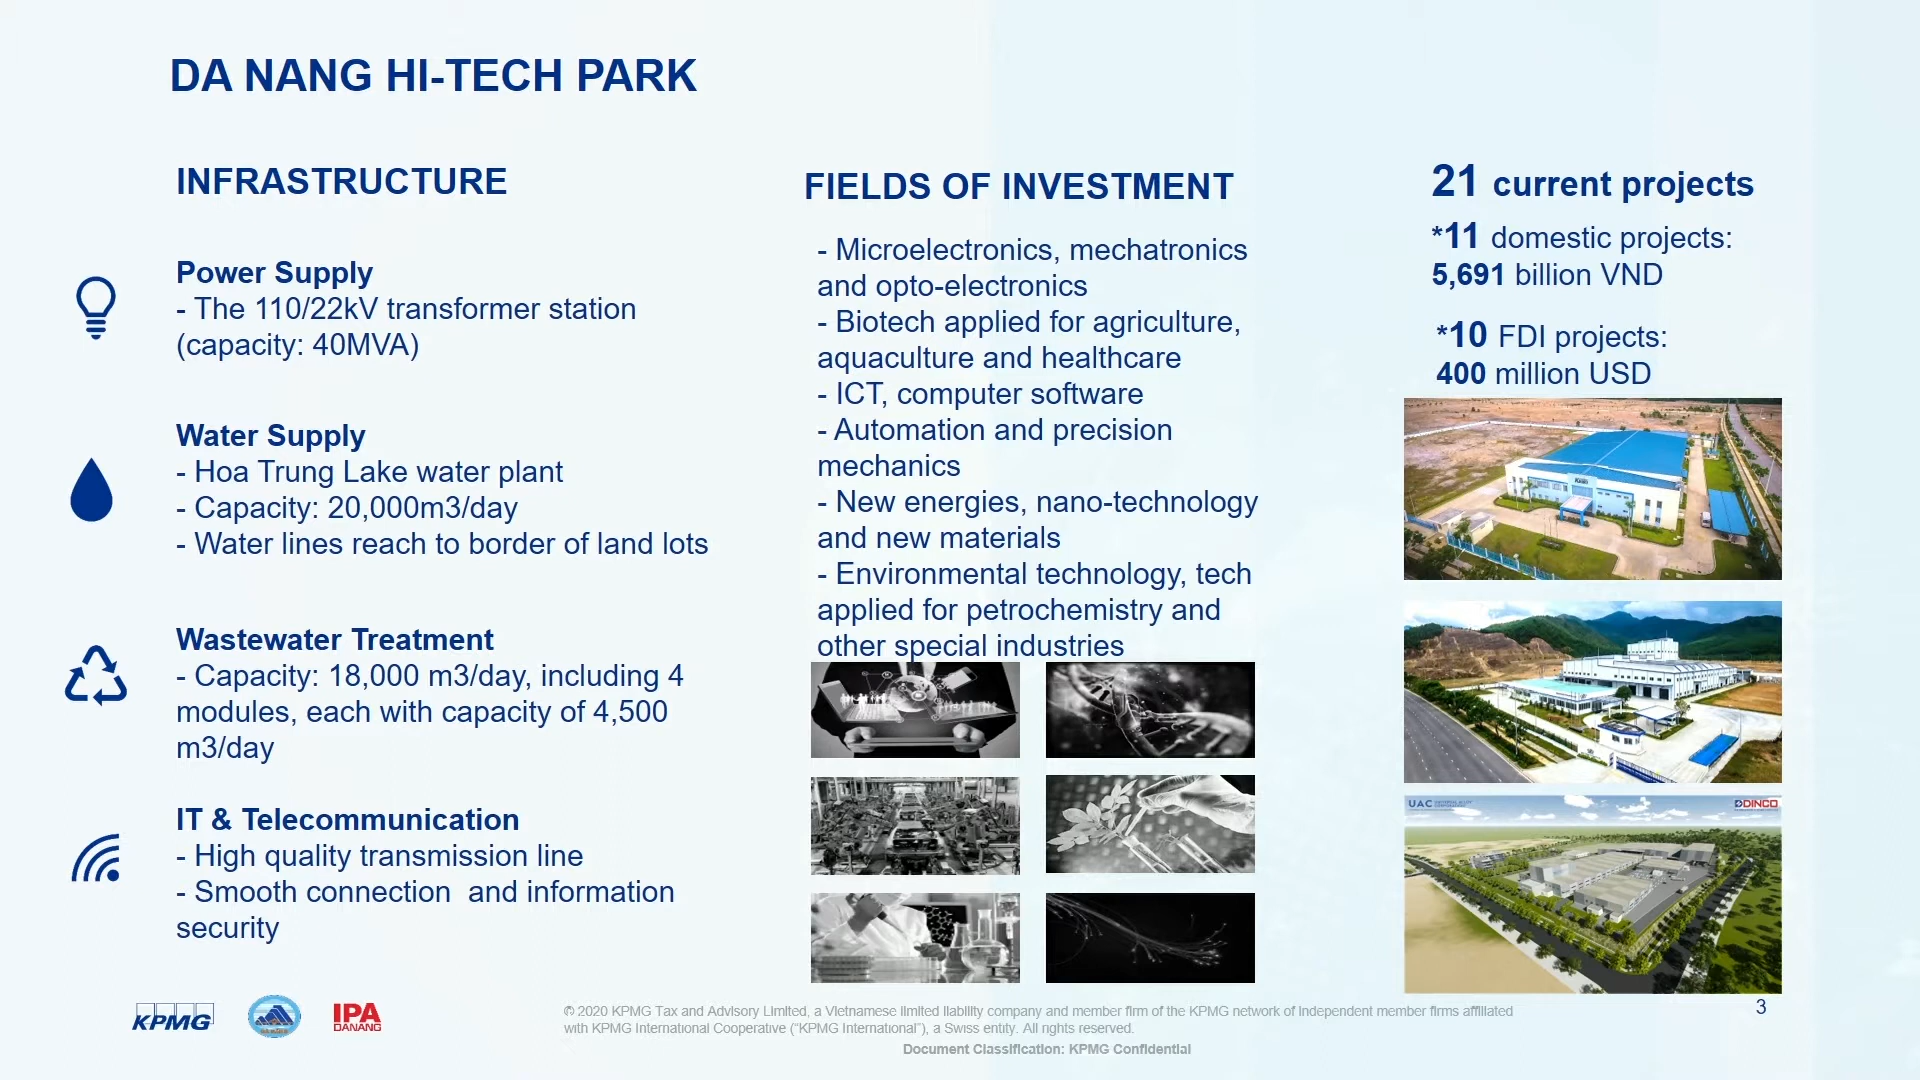 DA NANG HI-TECH PARK
INFRASTRUCTURE
Power Supply
- The 110/22kV transformer station
(capacity: 40MVA)
Water Supply
- Hoa Trung Lake water plant
- Capacity: 20,000m3/day
- Water lines reach to border of land lots
Wastewater Treatment
- Capacity: 18,000 m3/day, including 4
modules, each with capacity of 4,500
m3/day
IT & Telecommunication
- High quality transmission line
- Smooth connection  and information
security
FIELDS OF INVESTMENT
- Microelectronics, mechatronics
and opto-electronics
- Biotech applied for agriculture,
aquaculture and healthcare
- ICT, computer software
- Automation and precision
mechanics
- New energies, nano-technology
and new materials
- Environmental technology, tech
applied for petrochemistry and
other special industries
21 current projects
*11 domestic projects:
5,691 billion VND
*10 FDI projects:
400 million USD
UAC
DINCO
KPMG
IPA
DANANG
© 2020 KPMG Tax and Advisory Limited, a Vietnamese limited liability company and member firm of the KPMG network of independent member firms affiliated
with KPMG International Cooperative (“KPMG International”), a Swiss entity. All rights reserved.
Document Classification: KPMG Confidential
3